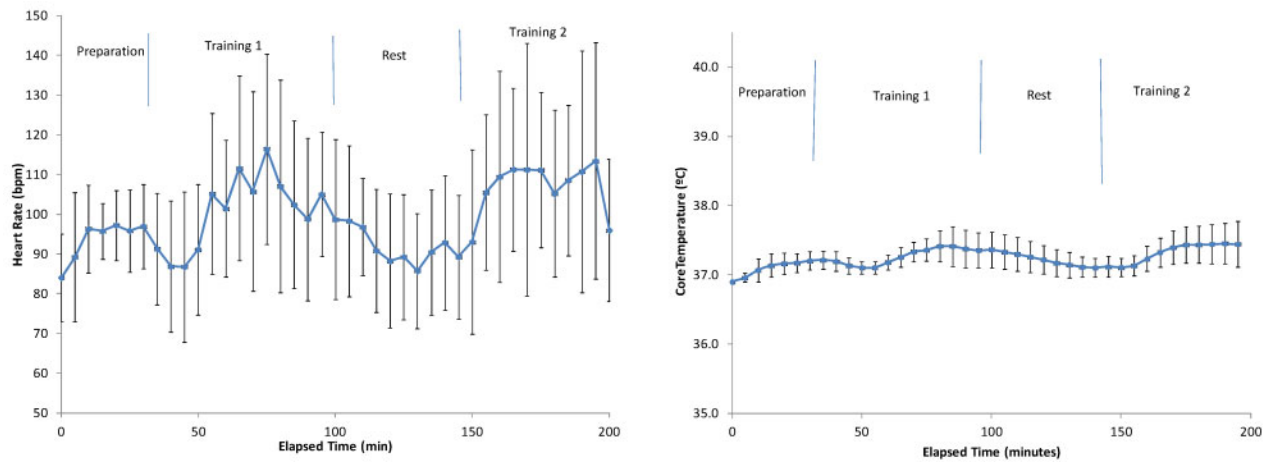 150
140
130
120
110
100
90
80
70
60
50
Heart Rate (bpm)
Preparation
Training 1
Rest
Training 2
0
50
100
150
200
Elapsed Time (min)
40.0
39.0
38.0
37.0
36.0
35.0
CoreTemperature (ºC)
Preparation
Training 1
Rest
Training 2
0
50
100
150
200
Elapsed Time (minutes)